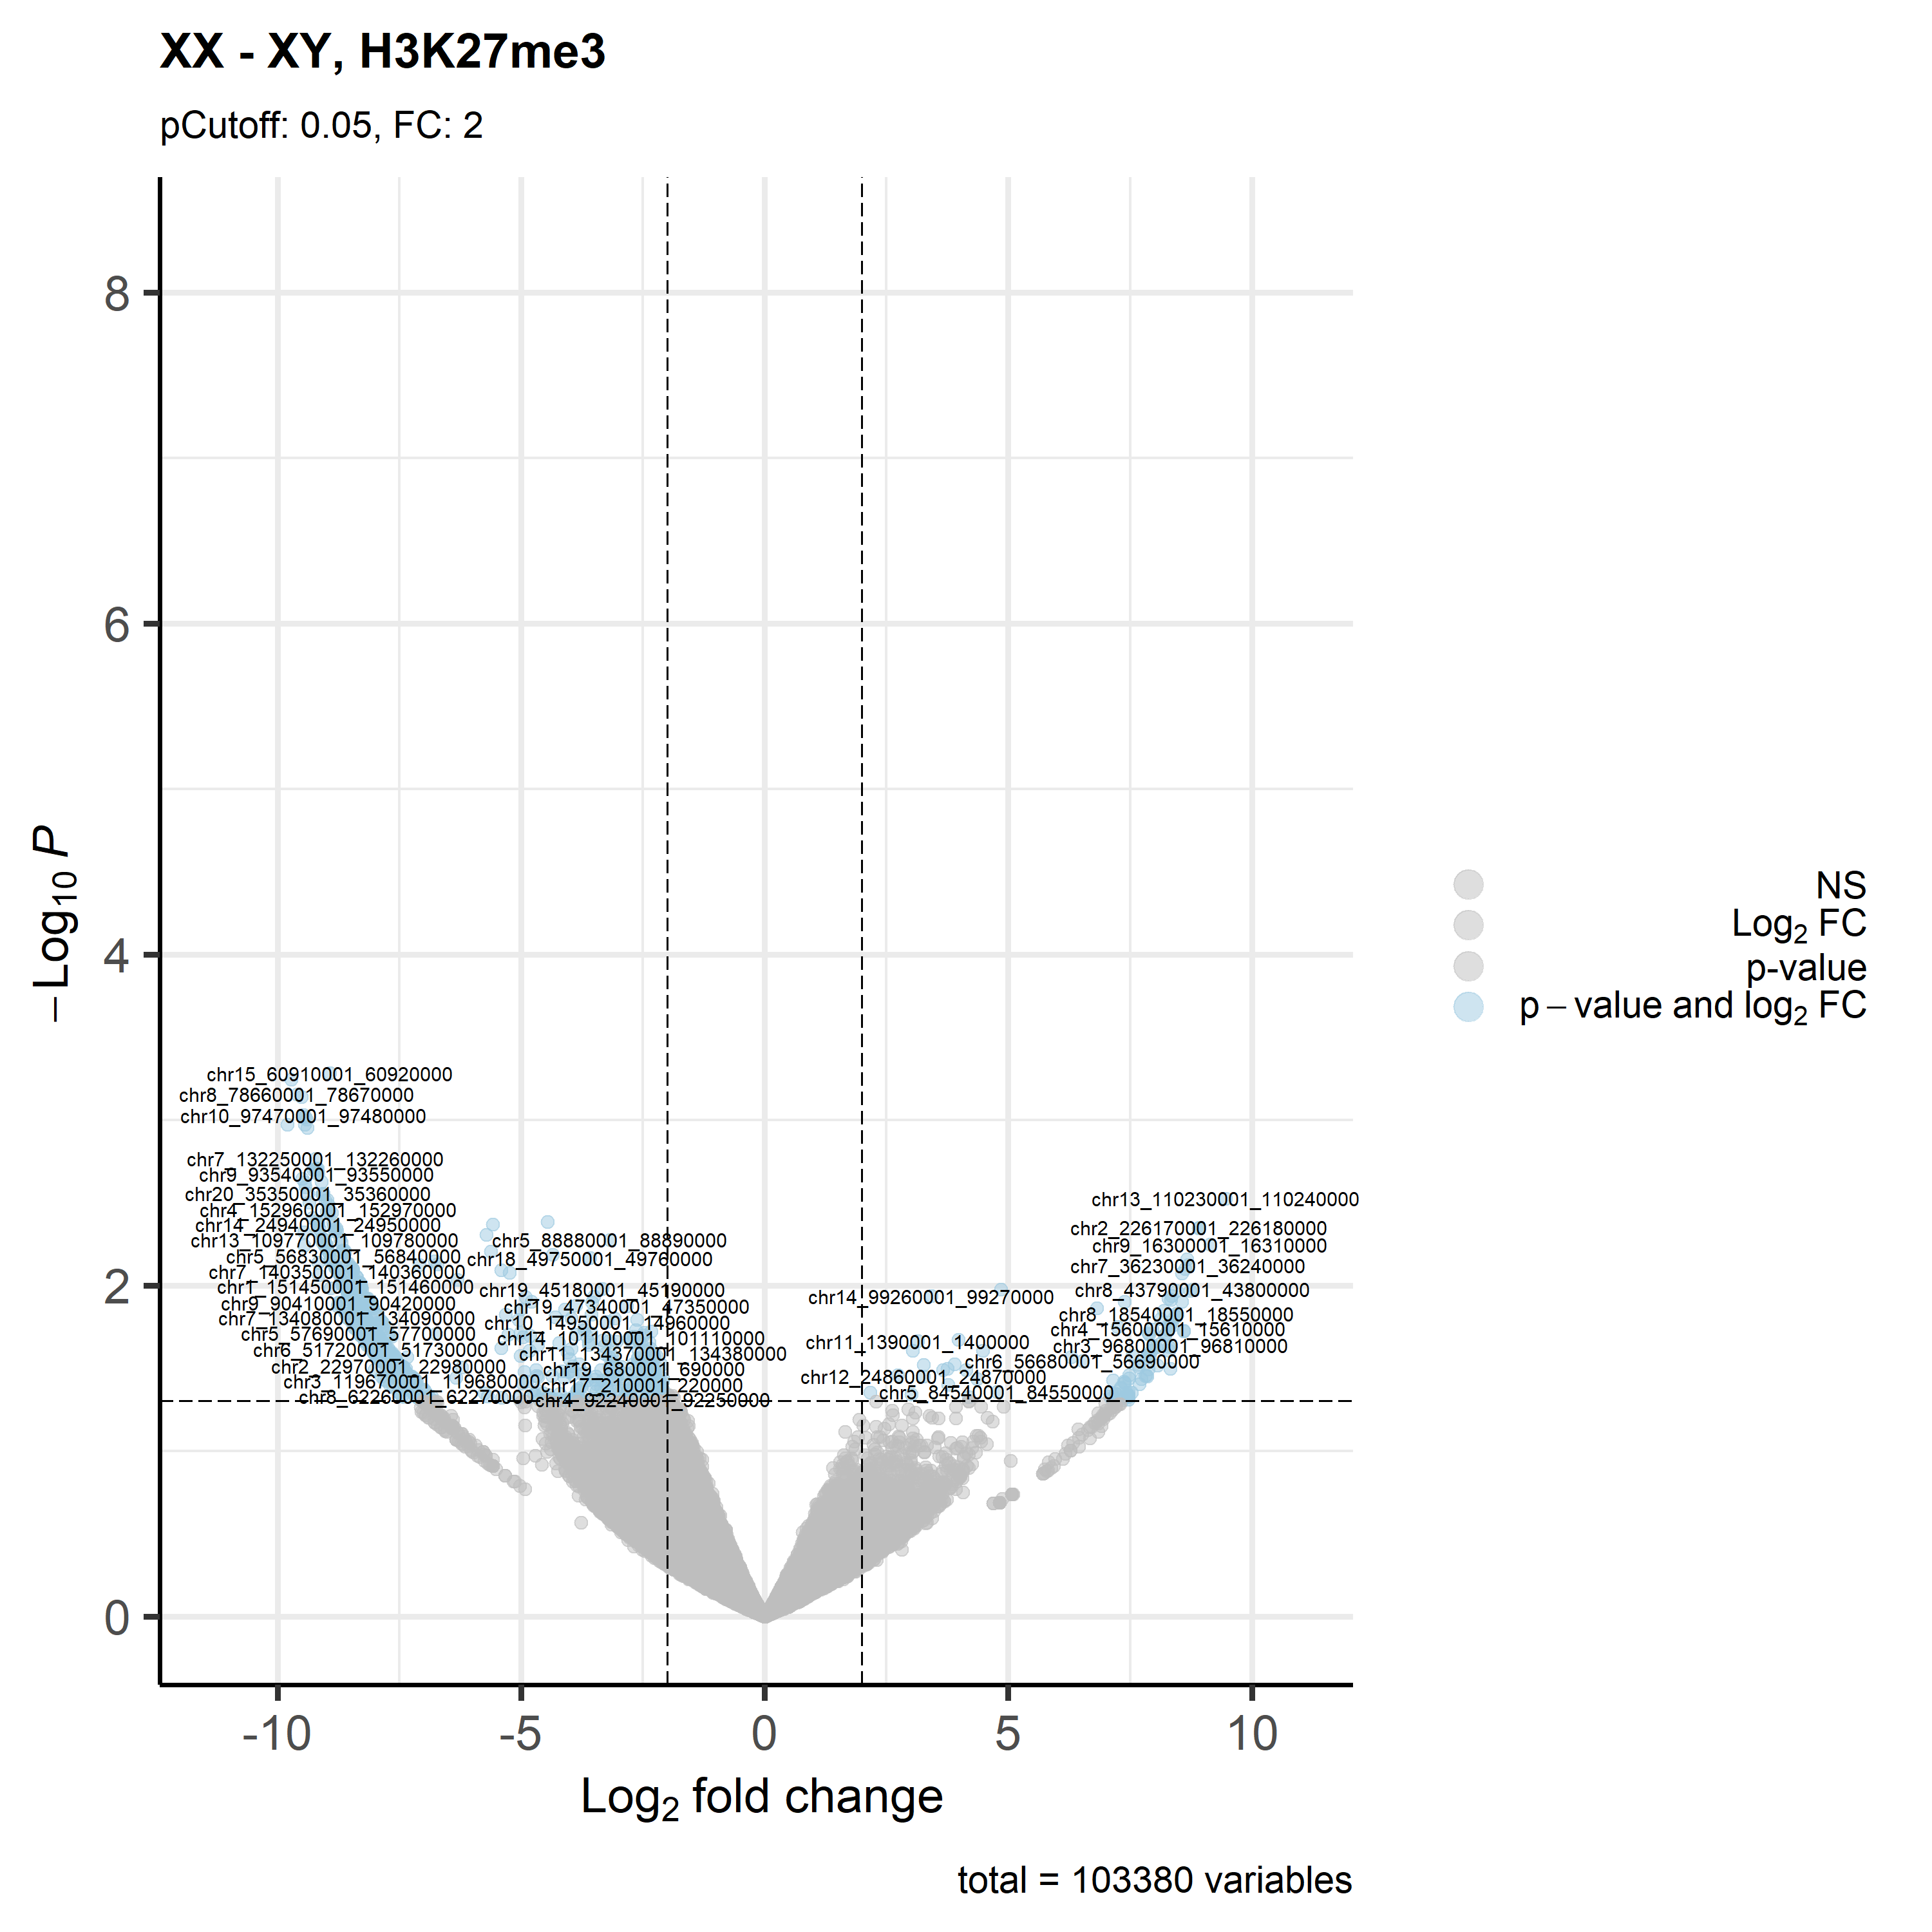 XX - XY, H3K27me3
pCutoff: 0.05, FC: 2
8
6
4
2
0
−Log10 P
chr15_60910001_60920000
chr8_78660001_78670000
chr10_97470001_97480000
chr7_132250001_132260000
chr9_93540001_93550000
chr20_35350001_35360000
chr4_152960001_152970000
chr14_24940001_24950000
chr13_109770001_109780000
chr5_56830001_56840000
chr7_140350001_140360000
chr1_151450001_151460000
chr9_90410001_90420000
chr7_134080001_134090000
chr5_57690001_57700000
chr6_51720001_51730000
chr2_22970001_22980000
chr3_119670001_119680000
chr8_62260001_62270000
chr5_88880001_88890000
chr18_49750001_49760000
chr19_45180001_45190000
chr19_47340001_47350000
chr10_14950001_14960000
chr14_101100001_101110000
chr1_134370001_134380000
chr19_680001_690000
chr17_210001_220000
chr4_92240001_92250000
chr14_99260001_99270000
chr11_1390001_1400000
chr12_24860001_24870000
chr13_110230001_110240000
chr2_226170001_226180000
chr9_16300001_16310000
chr7_36230001_36240000
chr8_43790001_43800000
chr8_18540001_18550000
chr4_15600001_15610000
chr3_96800001_96810000
chr6_56680001_56690000
chr5_84540001_84550000
-10 -5 0 5 10
Log2 fold change
NS
Log2 FC
p-value
p − value and log2 FC
total = 103380 variables